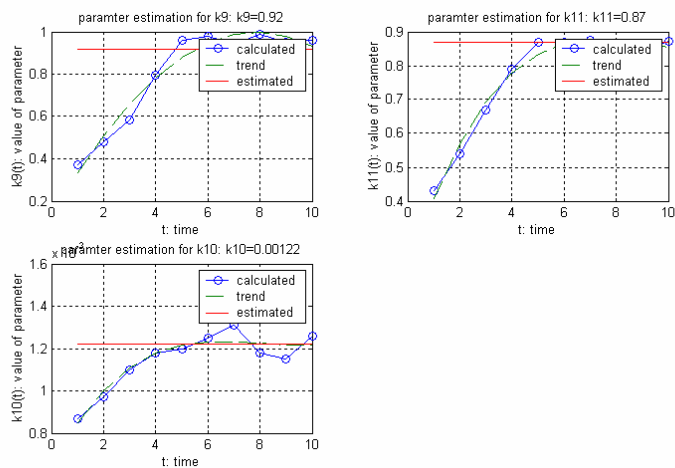 paramter estimation for k9: k9=0.92
1
0.8
0.6
0.4
0.2
k9(t): value of parameter
calculated
trend
estimated
0 2 4 6 8 10
t: time
paramter estimation for k11: k11=0.87
0.9
0.8
0.7
0.6
0.5
0.4
k11(t): value of parameter
calculated
trend
estimated
0 2 4 6 8 10
t: time
paramter estimation for k10: k10=0.00122
1.6
1.4
1.2
1
0.8
k10(t): value of parameter
calculated
trend
estimated
0 2 4 6 8 10
t: time